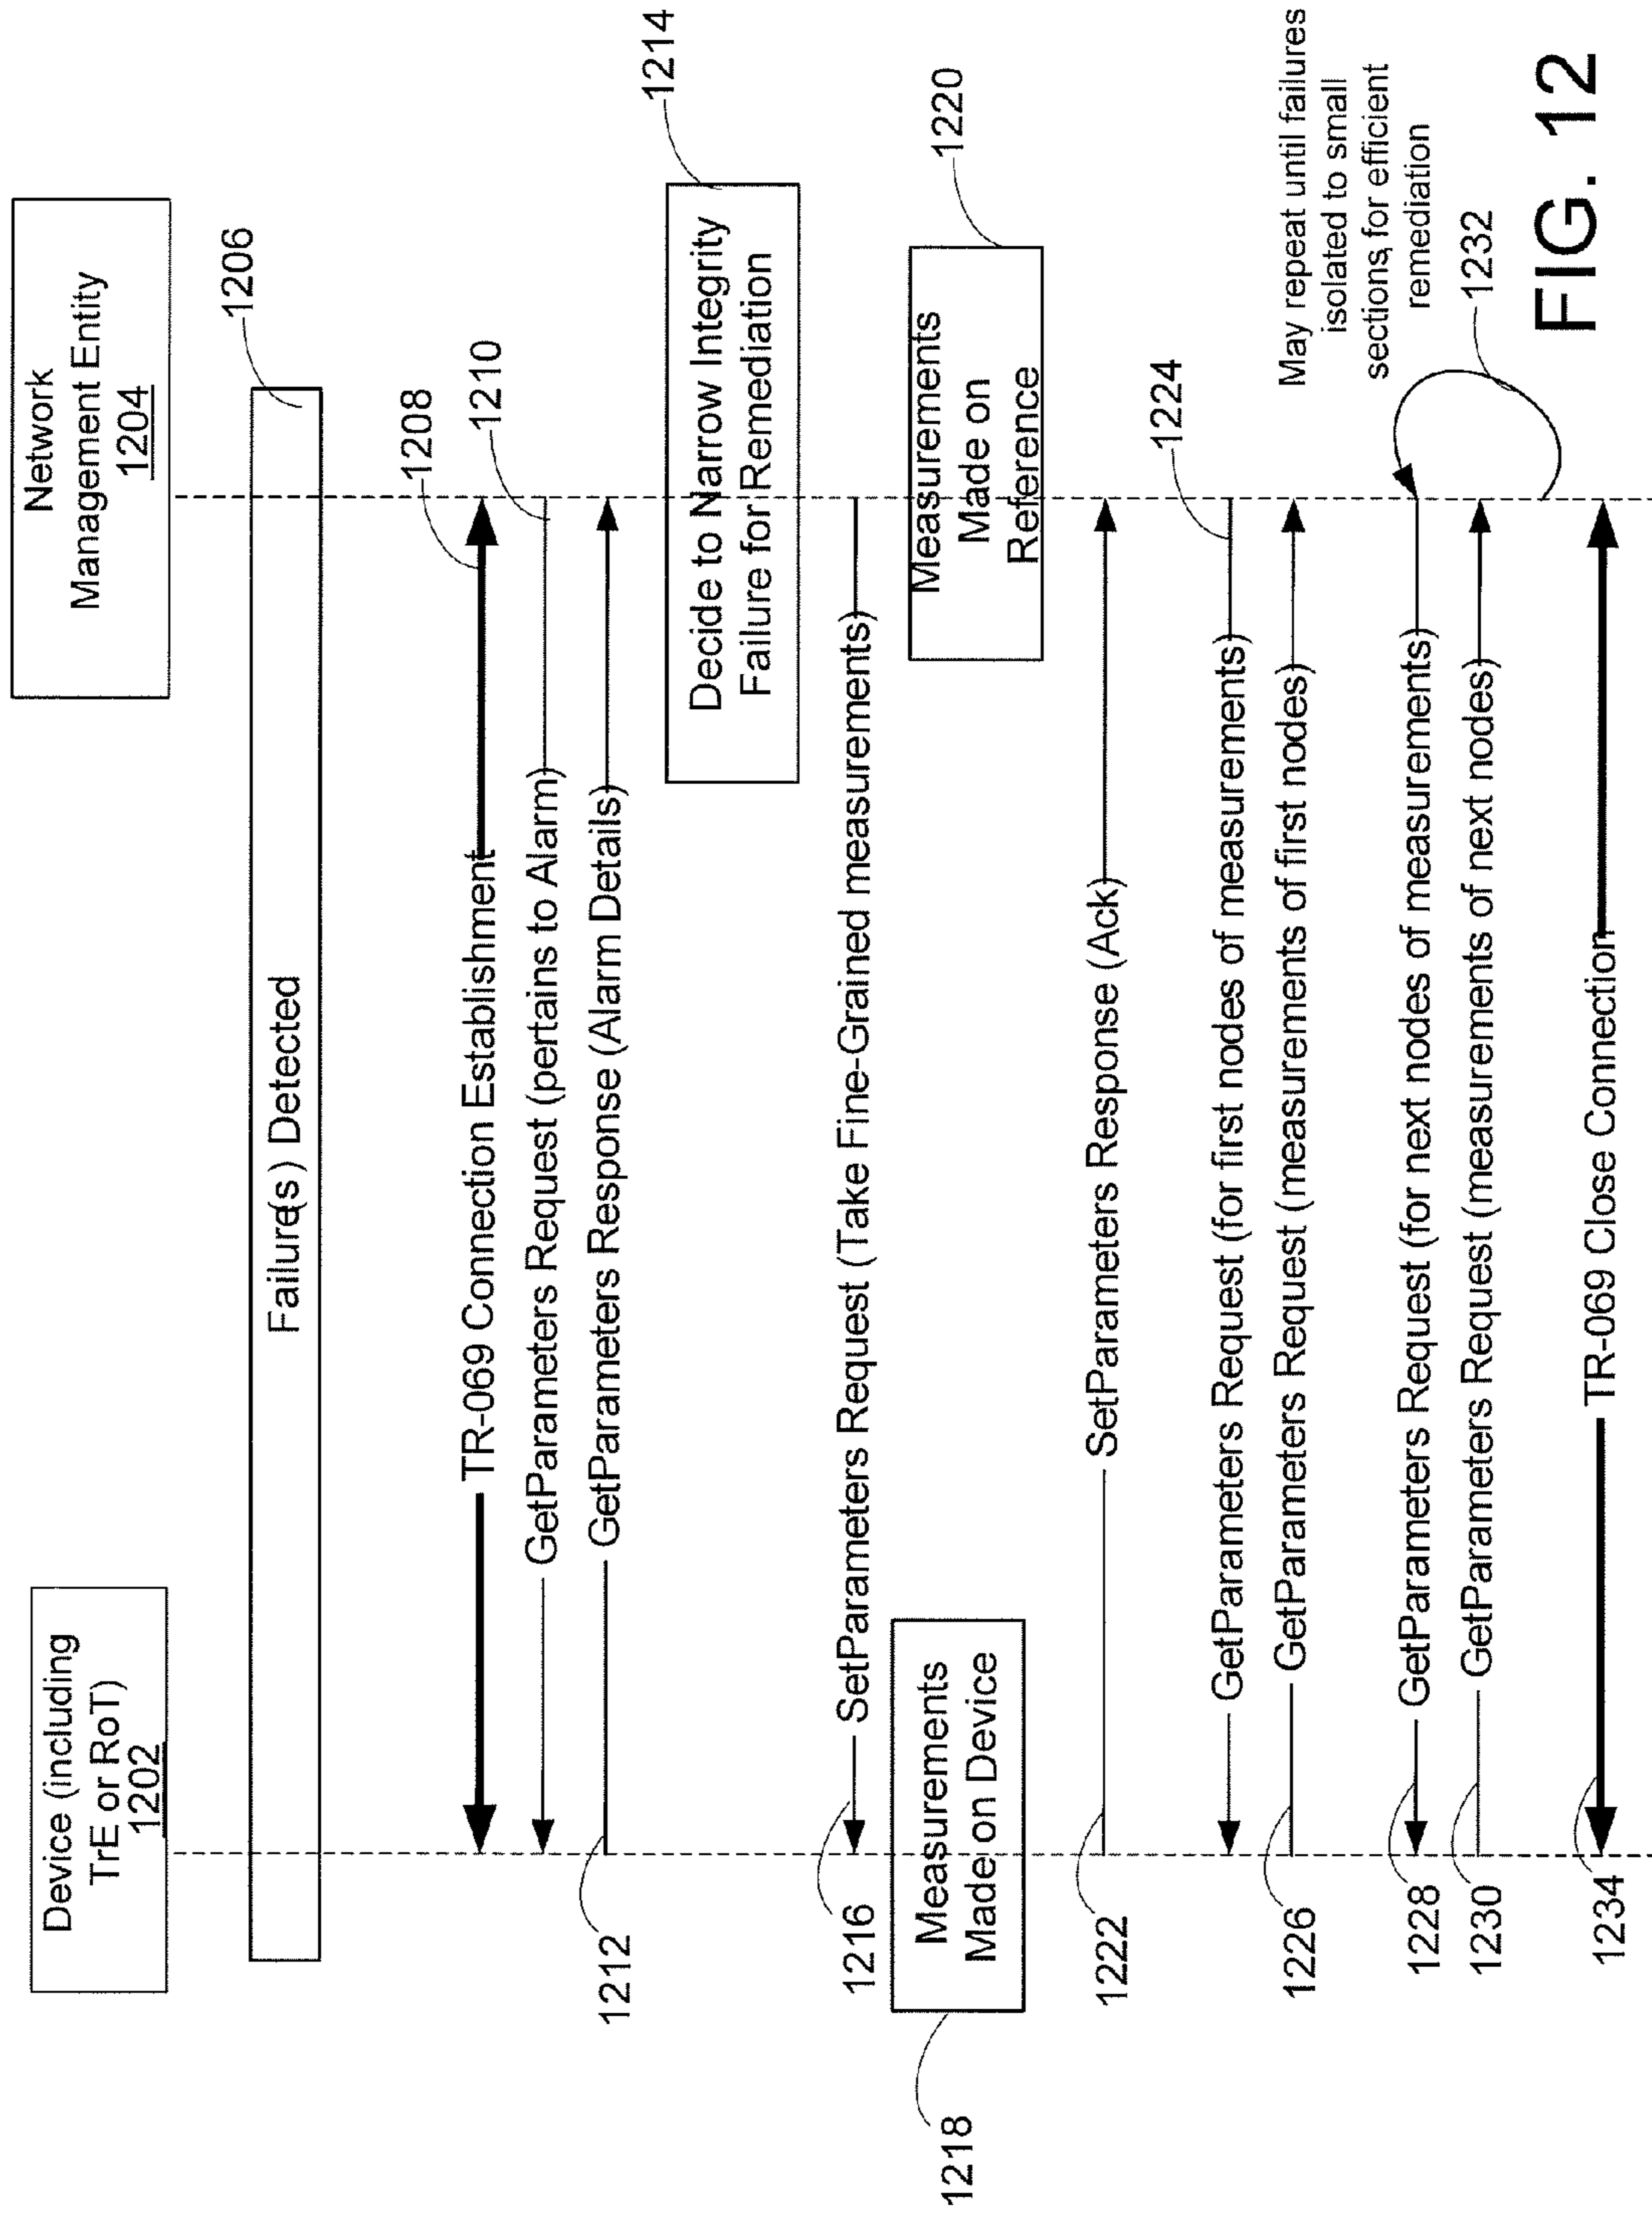 Device (including
TrE or RoT)
1202
Network
Management Entity
1204
Failure(s) Detected
1206
TR-069 Connection Establishment
1208
GetParameters Request (pertains to Alarm)
1210
GetParameters Response (Alarm Details)
1212
Decide to Narrow Integrity
Failure for Remediation
1214
SetParameters Request (Take Fine-Grained measurements)
1216
Measurements
Made on Device
1218
Measurements
Made on
Reference
1220
SetParameters Response (Ack)
1222
GetParameters Request (for first nodes of measurements)
1224
GetParameters Request (measurements of first nodes)
1226
GetParameters Request (for next nodes of measurements)
1228
GetParameters Request (measurements of next nodes)
1230
May repeat until failures
isolated to small
sections, for efficient
remediation
1232
TR-069 Close Connection
1234
FIG. 12